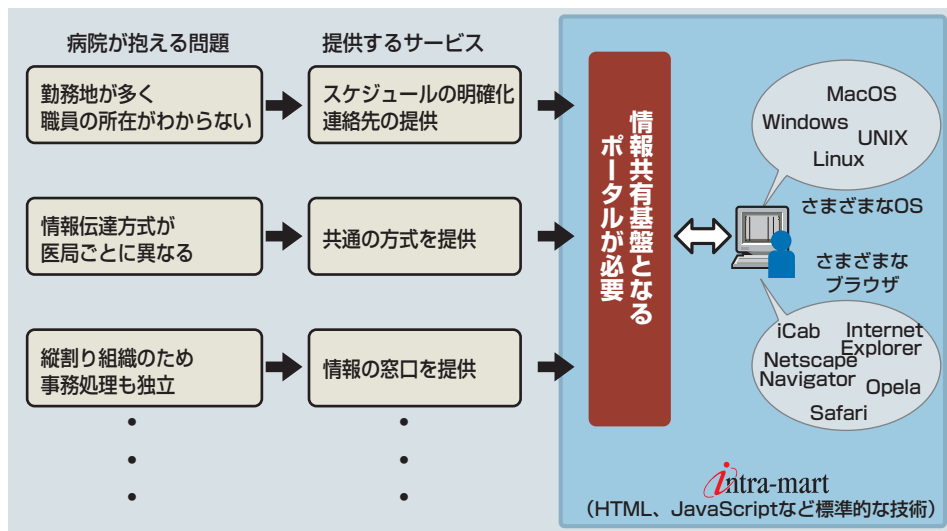 病院が抱える問題
提供するサービス
勤務地が多く
職員の所在がわからない
スケジュールの明確化
連絡先の提供
情報伝達方式が
医局ごとに異なる
共通の方式を提供
縦割り組織のため
事務処理も独立
情報の窓口を提供
情報共有基盤となる
ポータルが必要
MacOS
Windows
UNIX
Linux
さまざまなOS
さまざまな
ブラウザ
iCab
Internet
Explorer
Netscape
Navigator
Opela
Safari
intra-mart
（HTML、JavaScriptなど標準的な技術）